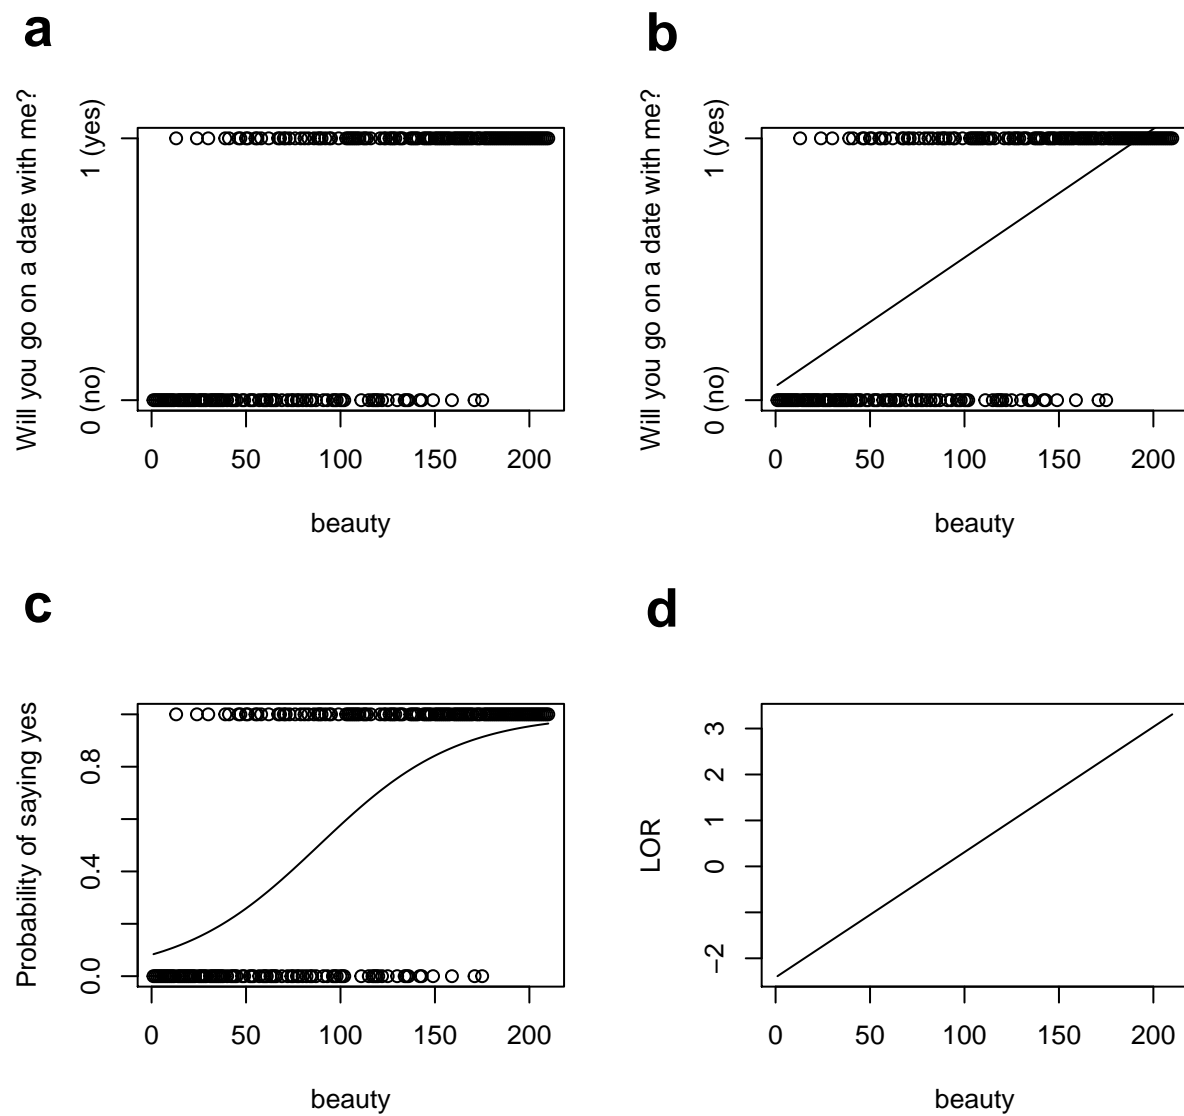 a
Will you go on a date with me?
1 (yes)
0 (no)
0 50 100 150 200
beauty
b
Will you go on a date with me?
1 (yes)
0 (no)
0 50 100 150 200
beauty
c
Probability of saying yes
0.8
0.4
0.0
0 50 100 150 200
beauty
d
LOR
3
2
1
0
−2
0 50 100 150 200
beauty